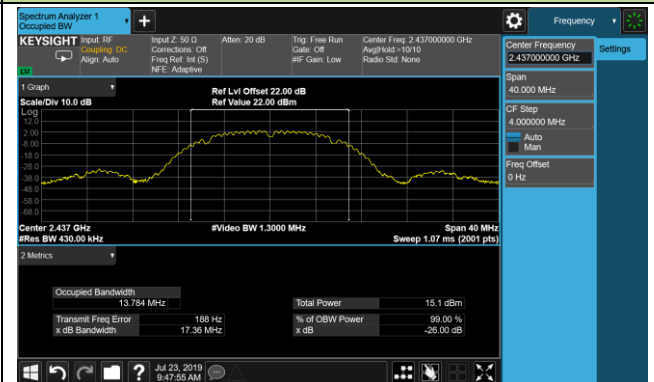 Spectrum Analyzer 1
Occupied BW
+
Frequency
KEYSIGHT
Input: RF
Coupling: DC
Align: Auto
Input Z: 50 Ω
Corrections: Off
Freq Ref: Int (S)
NFE: Adaptive
Atten: 20 dB
Trig: Free Run
Gate: Off
#IF Gain: Low
Center Freq: 2.437000000 GHz
Avg|Hold:>10/10
Radio Std: None
Center Frequency
2.437000000 GHz
Settings
Span
40.000 MHz
CF Step
4.000000 MHz
Auto
Man
Freq Offset
0 Hz
1 Graph
Scale/Div 10.0 dB
Ref Lvl Offset 22.00 dB
Ref Value 22.00 dBm
Log
12.0
2.00
-8.00
-18.0
-28.0
-38.0
-48.0
-58.0
-68.0
Center 2.437 GHz
#Video BW 1.3000 MHz
Span 40 MHz
#Res BW 430.00 kHz
Sweep 1.07 ms (2001 pts)
2 Metrics
Occupied Bandwidth
13.784 MHz
Total Power 15.1 dBm
Transmit Freq Error 188 Hz
% of OBW Power 99.00 %
x dB Bandwidth 17.36 MHz
x dB -26.00 dB
?
Jul 23, 2019
9:47:55 AM